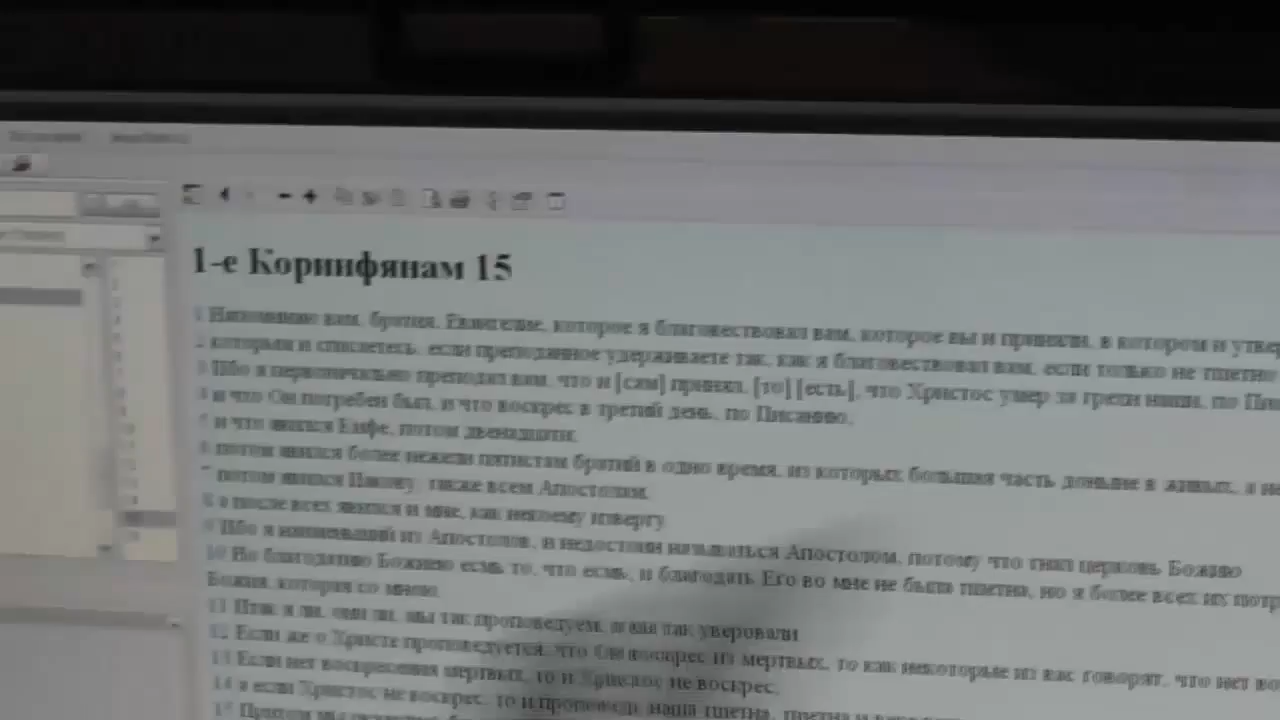 1-е Коринфянам 15
1 Напоминаю вам, братия, Евангелие, которое я благовествовал вам, которое вы и приняли, в котором и утвер
2 которым и спасаетесь, если преподанное удерживаете так, как я благовествовал вам, если только не тщетно
3 Ибо я первоначально преподал вам, что и [сам] принял, [то] [есть], что Христос умер за грехи наши, по Пис
4 и что Он погребен был, и что воскрес в третий день, по Писанию,
5 и что явился Кифе, потом двенадцати;
6 потом явился более нежели пятистам братий в одно время, из которых большая часть доныне в живых, а не
7 потом явился Иакову, также всем Апостолам;
8 а после всех явился и мне, как некоему извергу.
9 Ибо я наименьший из Апостолов, и недостоин называться Апостолом, потому что гнал церковь Божию.
10 Но благодатию Божиею есмь то, что есмь; и благодать Его во мне не была тщетна, но я более всех их потр
Божия, которая со мною.
11 Итак я ли, они ли, мы так проповедуем, и вы так уверовали.
12 Если же о Христе проповедуется, что Он воскрес из мертвых, то как некоторые из вас говорят, что нет во
13 Если нет воскресения мертвых, то и Христос не воскрес;
14 а если Христос не воскрес, то и проповедь наша тщетна, тщетна и
15 Притом мы